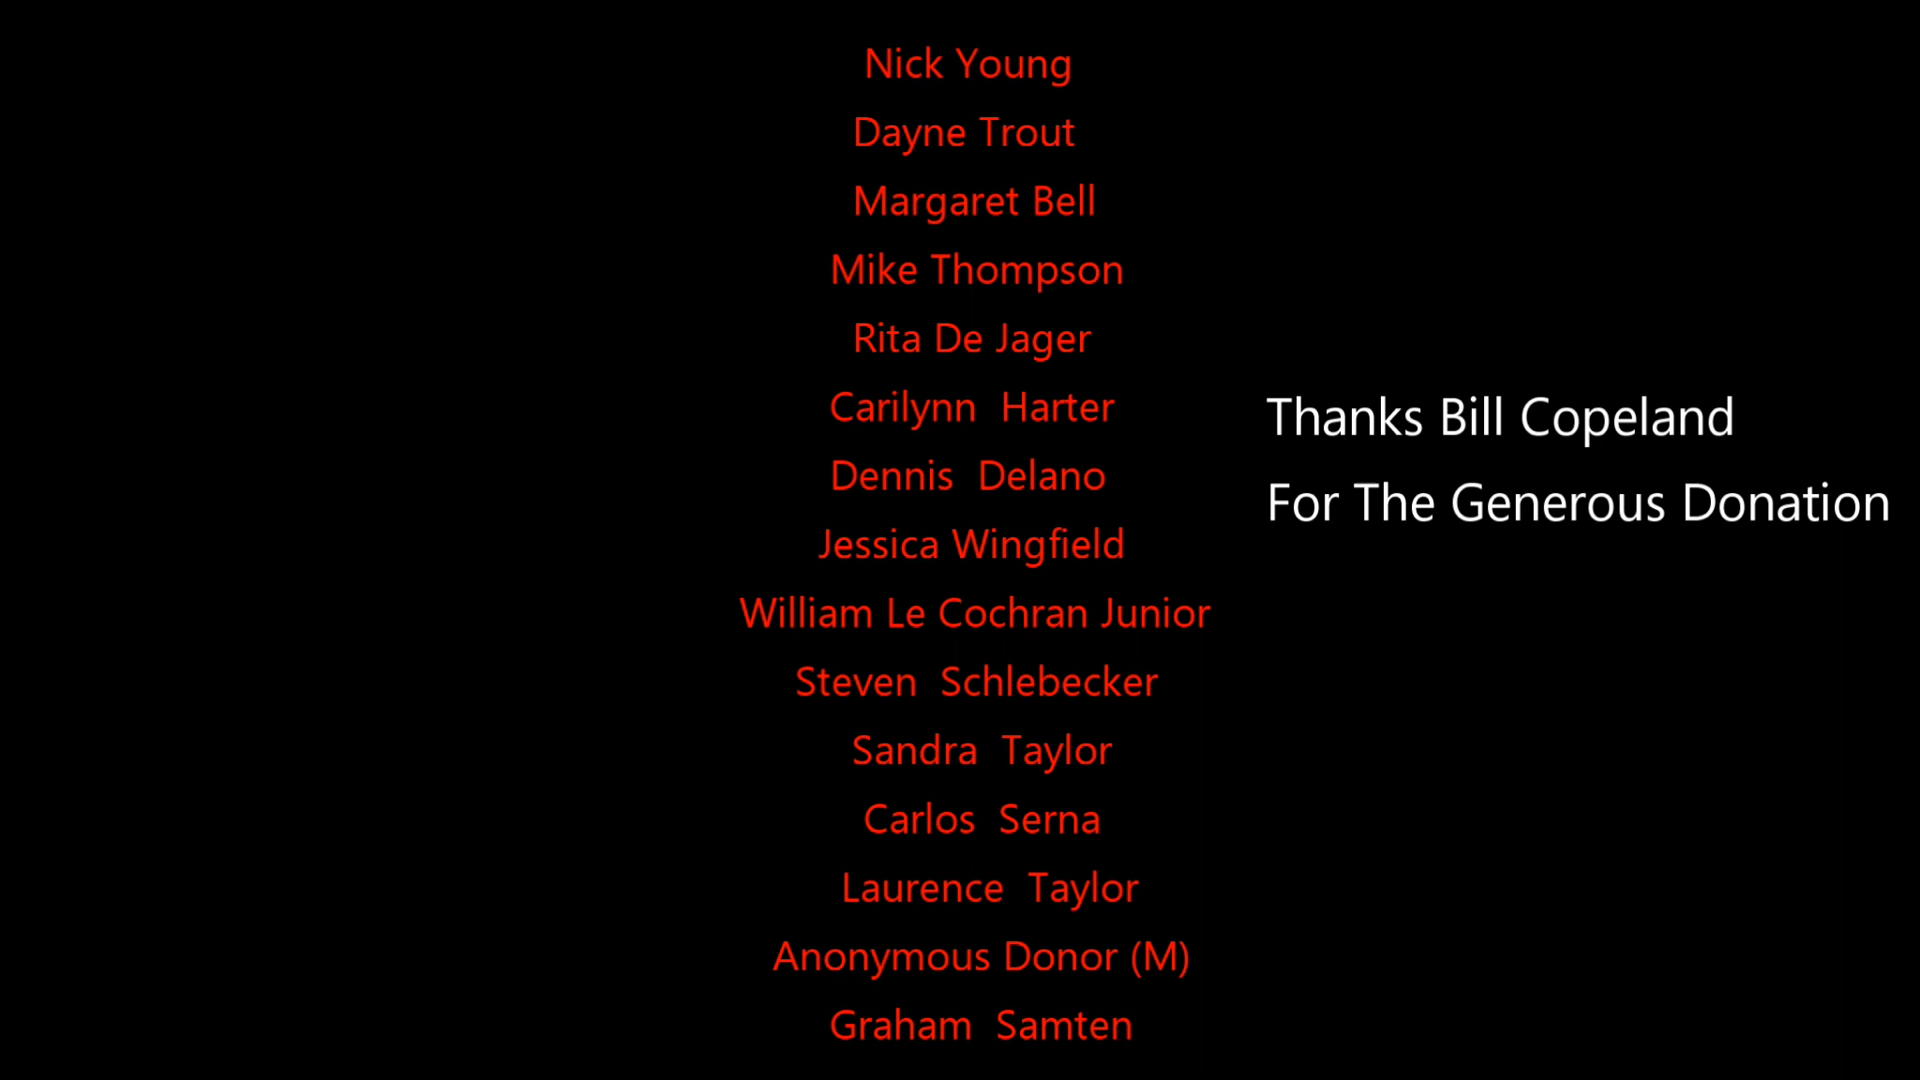 Nick Young
Dayne Trout
Margaret Bell
Mike Thompson
Rita De Jager
Carilynn  Harter
Dennis  Delano
Jessica Wingfield
William Le Cochran Junior
Steven  Schlebecker
Sandra  Taylor
Carlos  Serna
Laurence  Taylor
Anonymous Donor (M)
Graham  Samten
Thanks Bill Copeland
For The Generous Donation